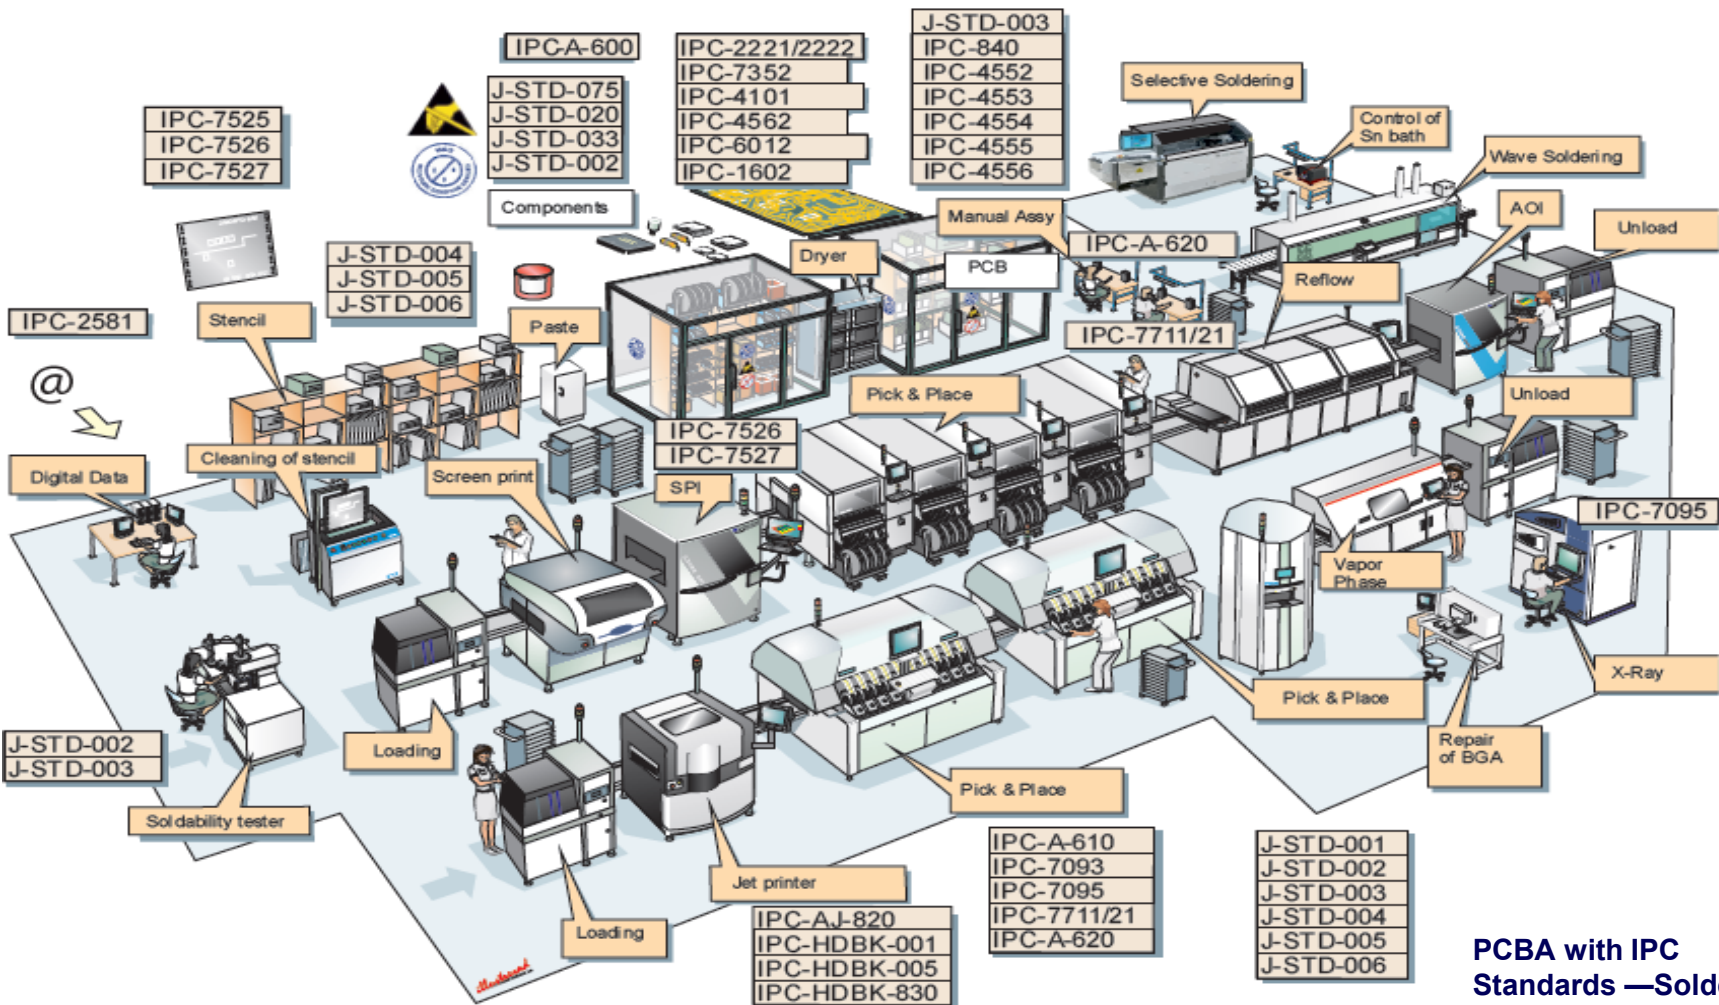 J-STD-003
IPC-840
IPC-4552
IPC-4553
IPC-4554
IPC-4555
IPC-4556
IPC-A-600
IPC-2221/2222
IPC-7352
IPC-4101
IPC-4562
IPC-6012
IPC-1602
J-STD-075
J-STD-020
J-STD-033
J-STD-002
Components
IPC-7525
IPC-7526
IPC-7527
Selective Soldering
Control of
Sn bath
Wave Soldering
AOI
Unload
Manual Assy
IPC-A-620
PCB
Dryer
Reflow
J-STD-004
J-STD-005
J-STD-006
IPC-2581
Stencil
Paste
IPC-7711/21
@
Pick & Place
Unload
IPC-7526
IPC-7527
Digital Data
Cleaning of stencil
Screen print
SPI
IPC-7095
Vapor
Phase
X-Ray
Pick & Place
J-STD-002
J-STD-003
Loading
Repair
of BGA
Pick & Place
Soldability tester
IPC-A-610
IPC-7093
IPC-7095
IPC-7711/21
IPC-A-620
J-STD-001
J-STD-002
J-STD-003
J-STD-004
J-STD-005
J-STD-006
Jet printer
IPC-AJ-820
IPC-HDBK-001
IPC-HDBK-005
IPC-HDBK-830
Loading
PCBA with IPC
Standards —Solde